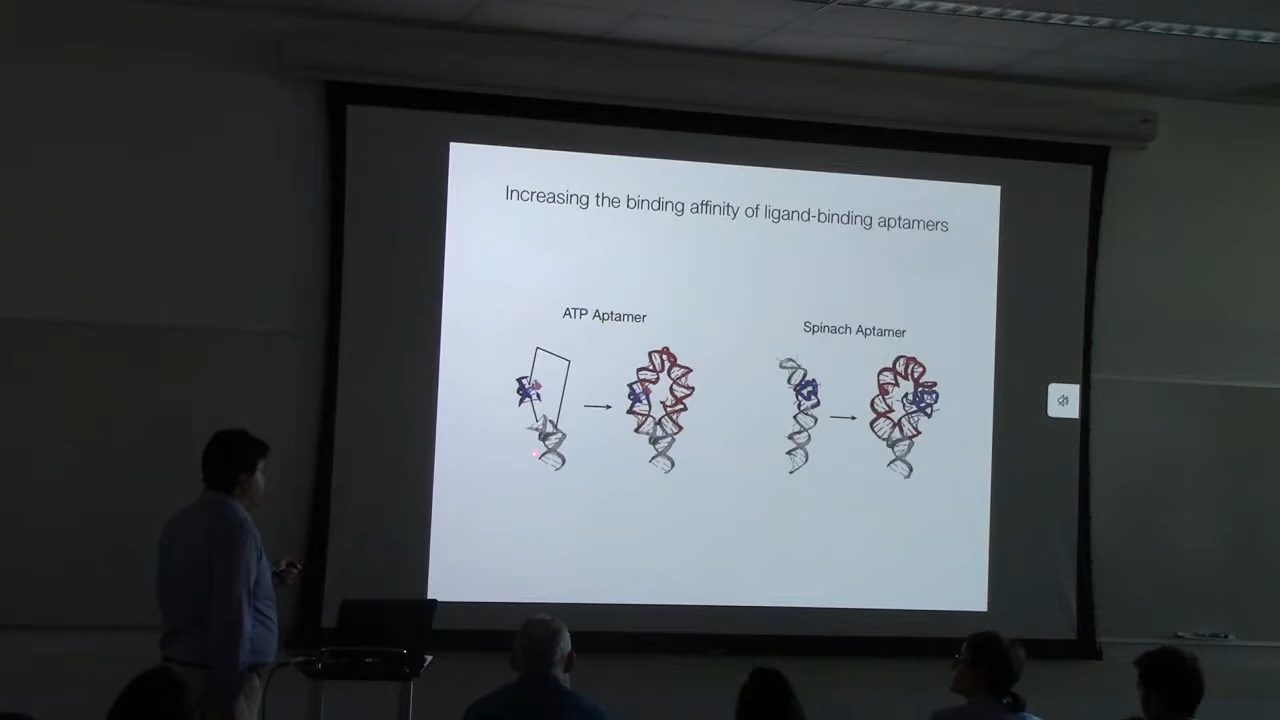 Increasing the binding affinity of ligand-binding aptamers
ATP Aptamer
Spinach Aptamer